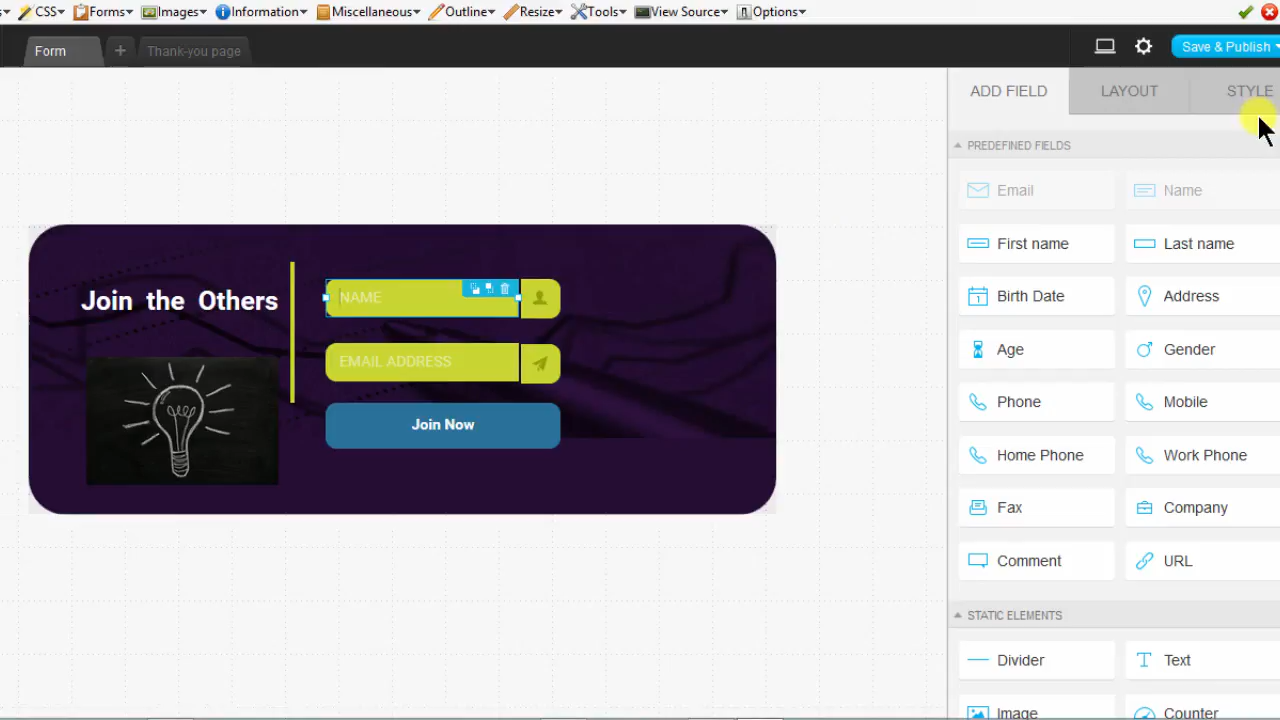 CSS▾ Forms▾ Images▾ Information▾ Miscellaneous▾ Outline▾ Resize▾ Tools▾ View Source▾ Options▾
Form + Thank-you page Save & Publish
ADD FIELD LAYOUT STYLE
PREDEFINED FIELDS
Email Name
First name Last name
Birth Date Address
Age Gender
Phone Mobile
Home Phone Work Phone
Fax Company
Comment URL
STATIC ELEMENTS
Divider Text
Image Counter
Join the Others
NAME
EMAIL ADDRESS
Join Now